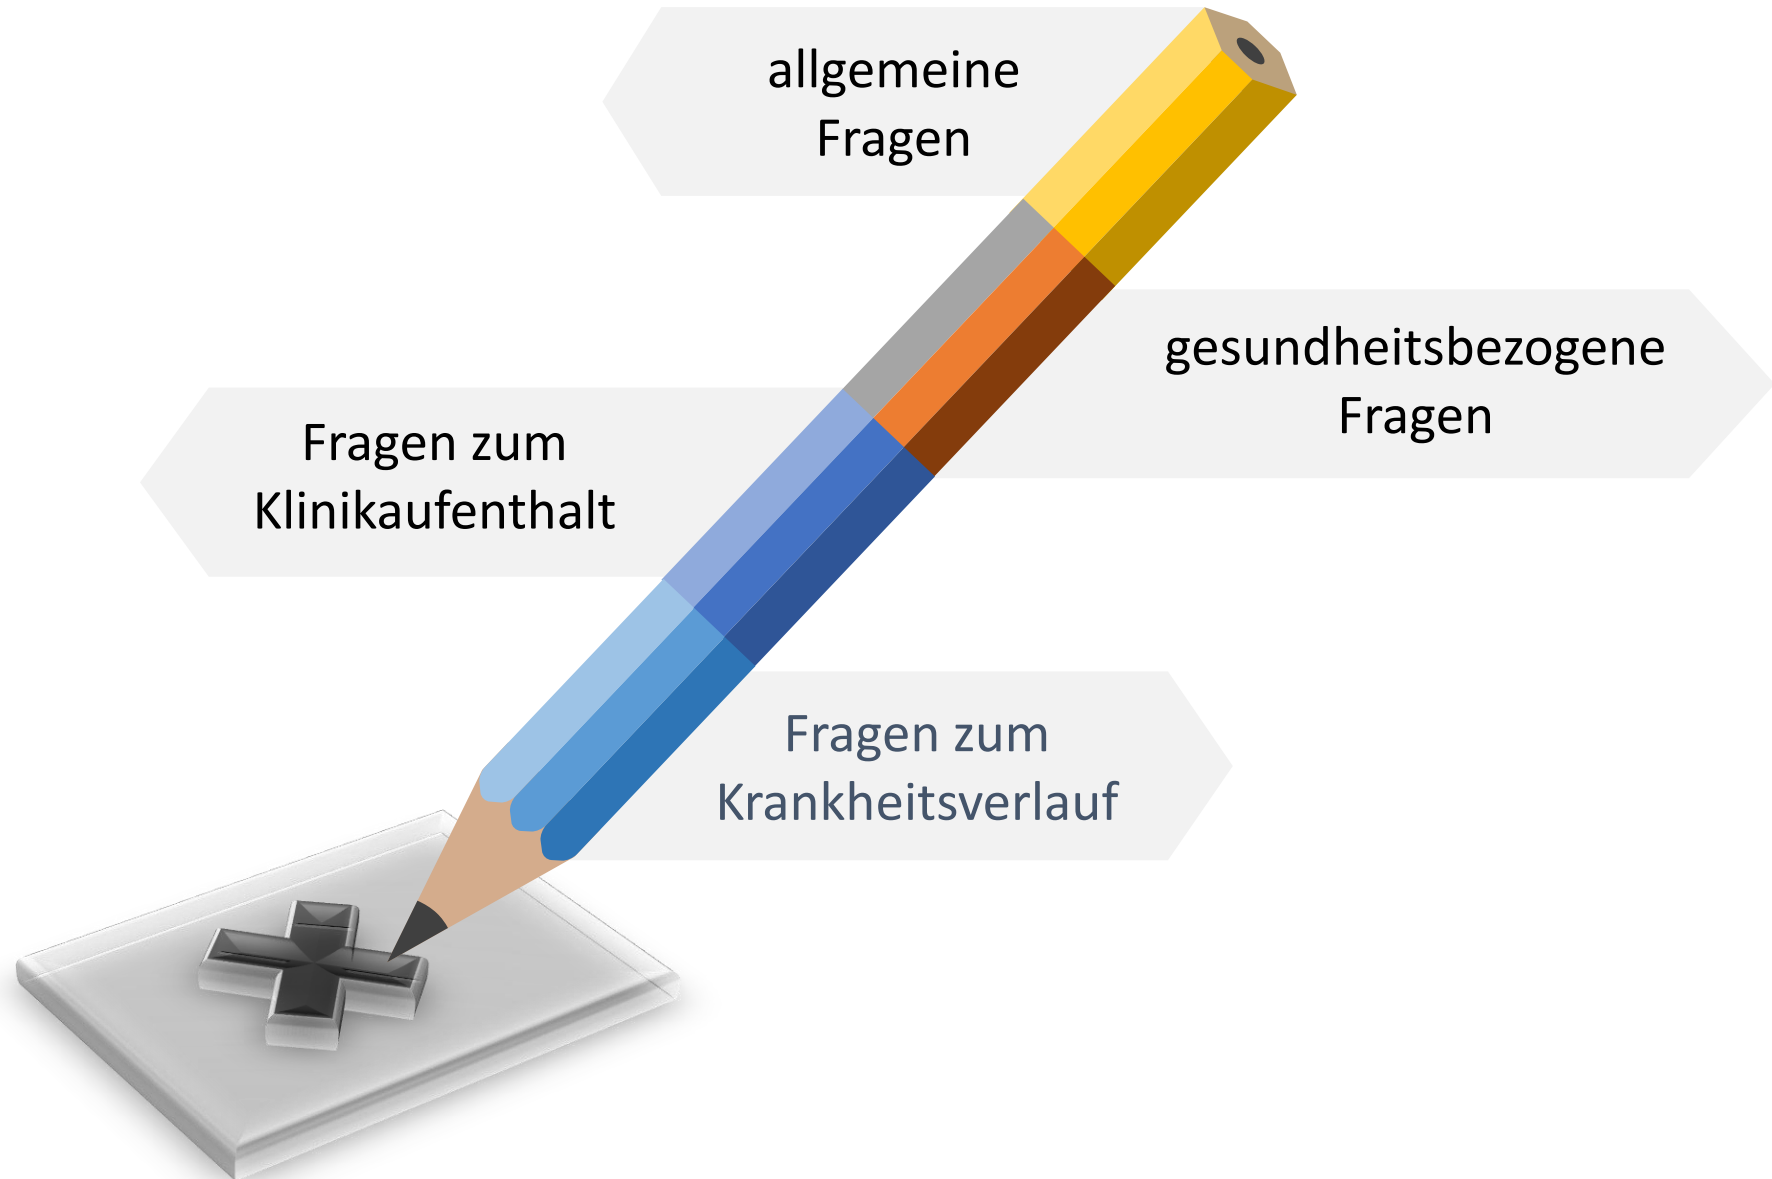 allgemeine
Fragen
gesundheitsbezogene
Fragen
Fragen zum
Klinikaufenthalt
Fragen zum
Krankheitsverlauf